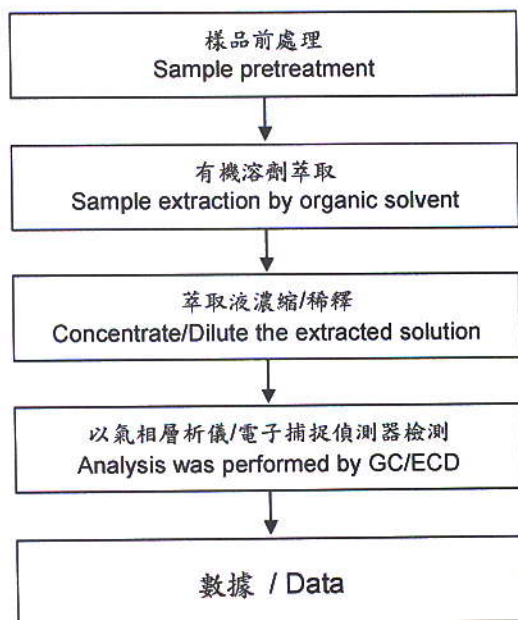 樣品前處理
Sample pretreatment
有機溶劑萃取
Sample extraction by organic solvent
萃取液濃縮/稀釋
Concentrate/Dilute the extracted solution
以氣相層析儀/電子捕捉偵測器檢測
Analysis was performed by GC/ECD
數據 / Data